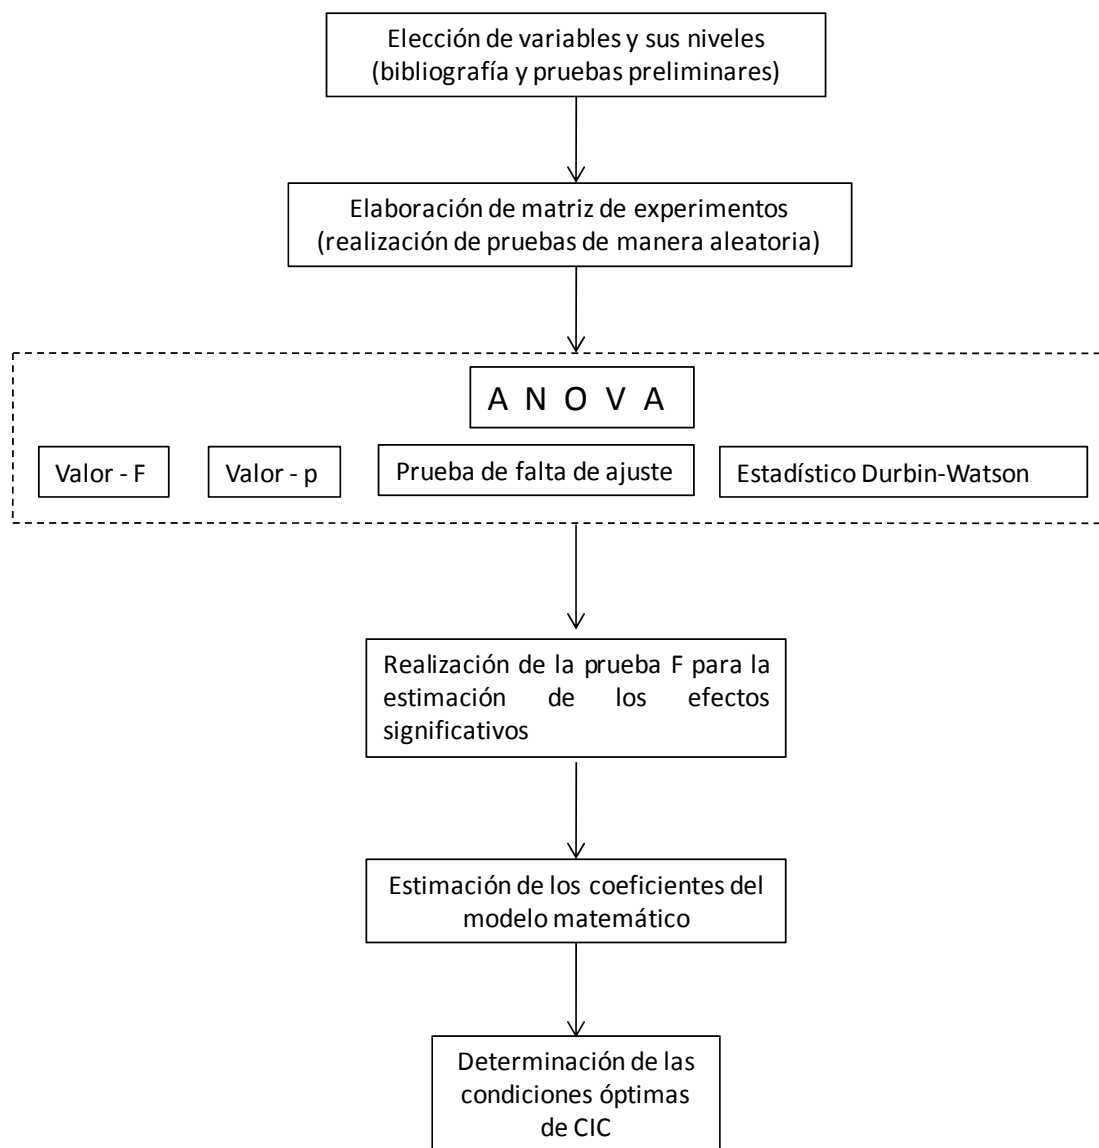 Elección de variables y sus niveles
(bibliografía y pruebas preliminares)
Elaboración de matriz de experimentos
(realización de pruebas de manera aleatoria)
A N O V A
Valor - F
Valor - p
Prueba de falta de ajuste
Estadístico Durbin-Watson
Realización de la prueba F para la
estimación de los efectos
significativos
Estimación de los coeficientes del
modelo matemático
Determinación de las
condiciones óptimas
de CIC